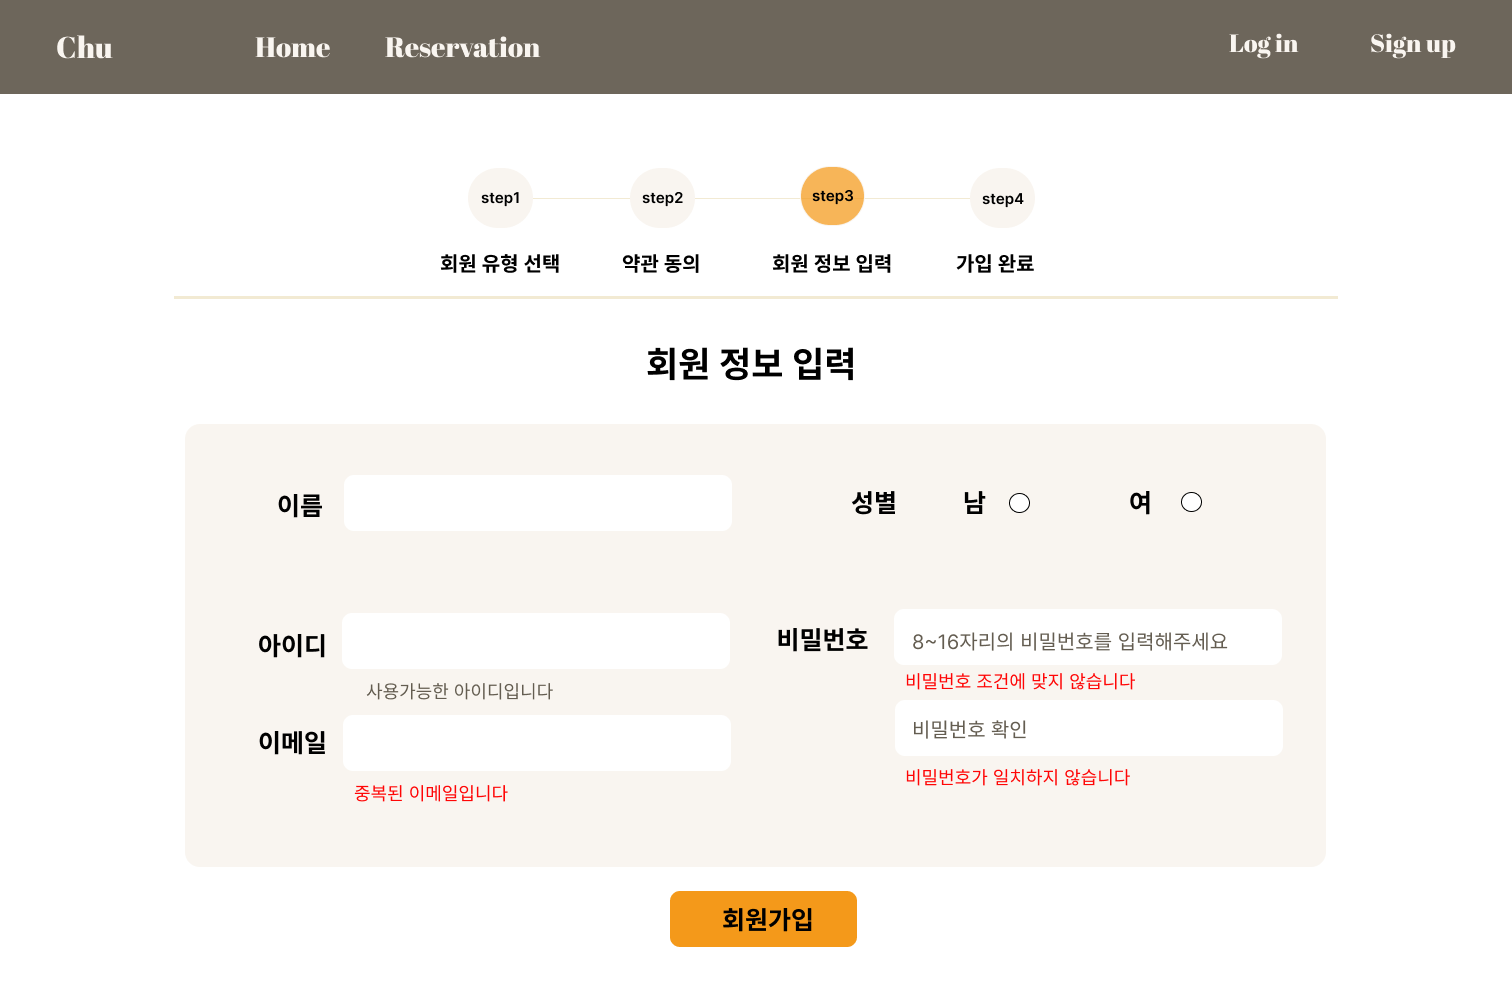 Chu Home Reservation Log in Sign up
step1 step2 step3 step4
회원 유형 선택 약관 동의 회원 정보 입력 가입 완료
회원 정보 입력
이름 성별 남 여
아이디 비밀번호 8~16자리의 비밀번호를 입력해주세요
사용가능한 아이디입니다 비밀번호 조건에 맞지 않습니다
이메일 비밀번호 확인
중복된 이메일입니다 비밀번호가 일치하지 않습니다
회원가입